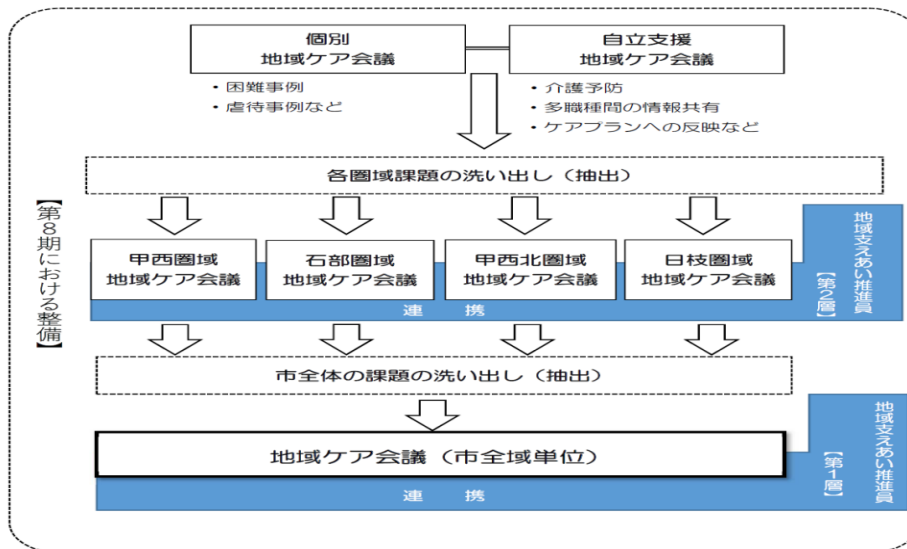 個別
地域ケア会議
自立支援
地域ケア会議
・困難事例
・虐待事例など
・介護予防
・多職種間の情報共有
・ケアプランへの反映など
各圏域課題の洗い出し（抽出）
【第８期における整備】
甲西圏域
地域ケア会議
石部圏域
地域ケア会議
甲西北圏域
地域ケア会議
日枝圏域
地域ケア会議
地域支えあい推進員
【第２層】
連　携
市全体の課題の洗い出し（抽出）
地域ケア会議（市全域単位）
地域支えあい推進員
【第１層】
連　携